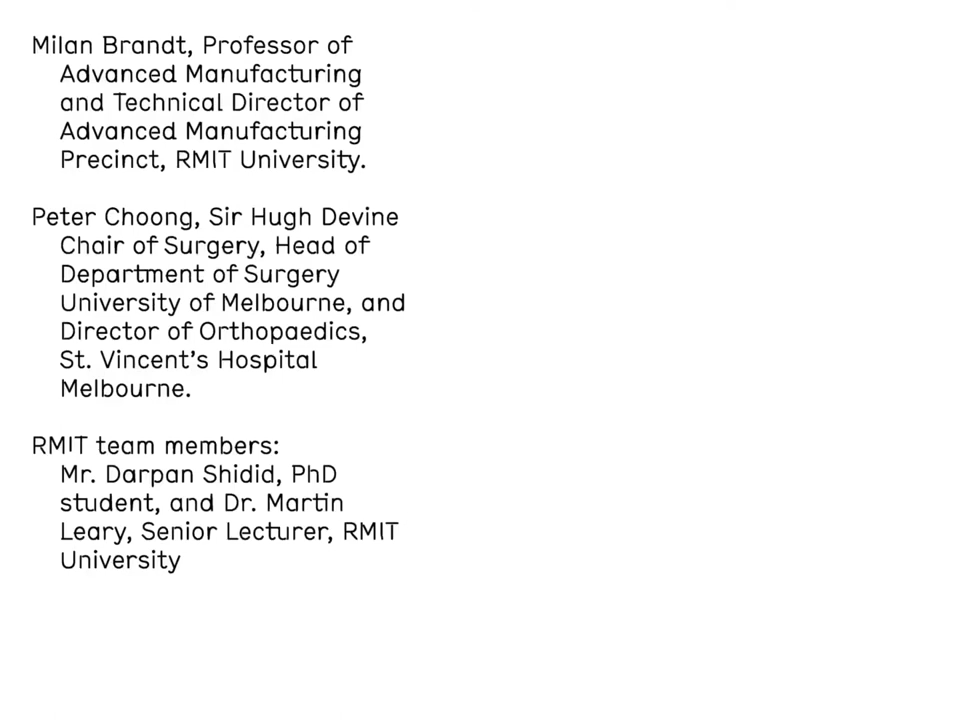 Milan Brandt, Professor of
Advanced Manufacturing
and Technical Director of
Advanced Manufacturing
Precinct, RMIT University.
Peter Choong, Sir Hugh Devine
Chair of Surgery, Head of
Department of Surgery
University of Melbourne, and
Director of Orthopaedics,
St. Vincent’s Hospital
Melbourne.
RMIT team members:
Mr. Darpan Shidid, PhD
student, and Dr. Martin
Leary, Senior Lecturer, RMIT
University